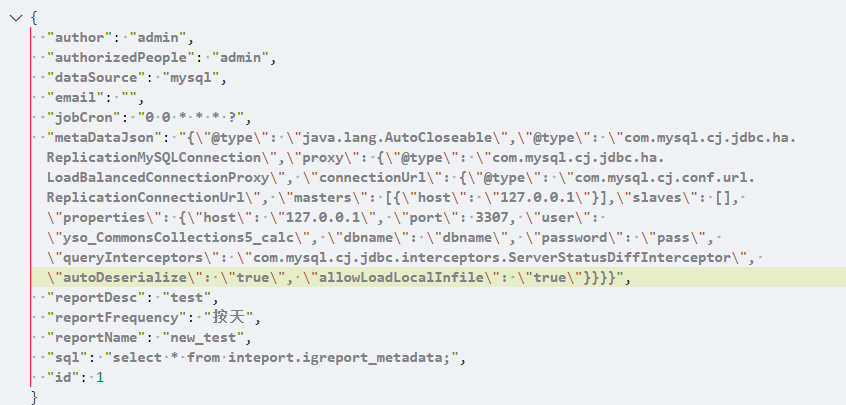 {
"author": "admin",
"authorizedPeople": "admin",
"dataSource": "mysql",
"email": "",
"jobCron": "0 0 * * * ?",
"metaDataJson": "{\"@type\": \"java.lang.AutoCloseable\",\"@type\": \"com.mysql.cj.jdbc.ha.
ReplicationMySQLConnection\",\"proxy\": {\"@type\": \"com.mysql.cj.jdbc.ha.
LoadBalancedConnectionProxy\", \"connectionUrl\": {\"@type\": \"com.mysql.cj.conf.url.
ReplicationConnectionUrl\", \"masters\": [{\"host\": \"127.0.0.1\"}],\"slaves\": [],
\"properties\": {\"host\": \"127.0.0.1\", \"port\": 3307, \"user\":
\"yso_CommonsCollections5_calc\", \"dbname\": \"dbname\", \"password\": \"pass\",
\"queryInterceptors\": \"com.mysql.cj.jdbc.interceptors.ServerStatusDiffInterceptor\",
\"autoDeserialize\": \"true\", \"allowLoadLocalInfile\": \"true\"}}}}",
"reportDesc": "test",
"reportFrequency": "按天",
"reportName": "new_test",
"sql": "select * from inteport.igreport_metadata;",
"id": 1
}